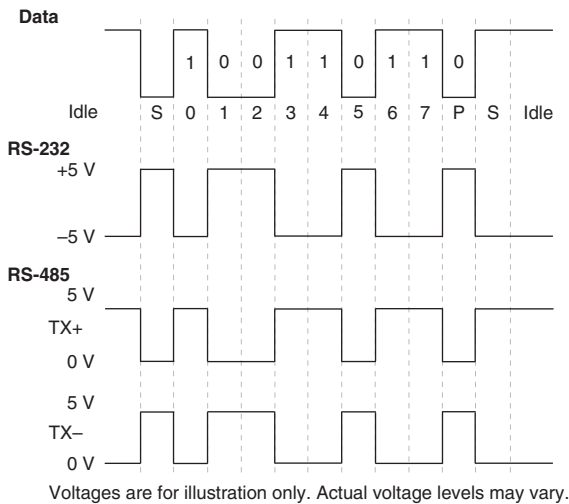 Data
1 0 0 1 1 0 1 1 0
Idle S 0 1 2 3 4 5 6 7 P S Idle
RS-232
+5 V
–5 V
RS-485
5 V
TX+
0 V
5 V
TX–
0 V
Voltages are for illustration only. Actual voltage levels may vary.